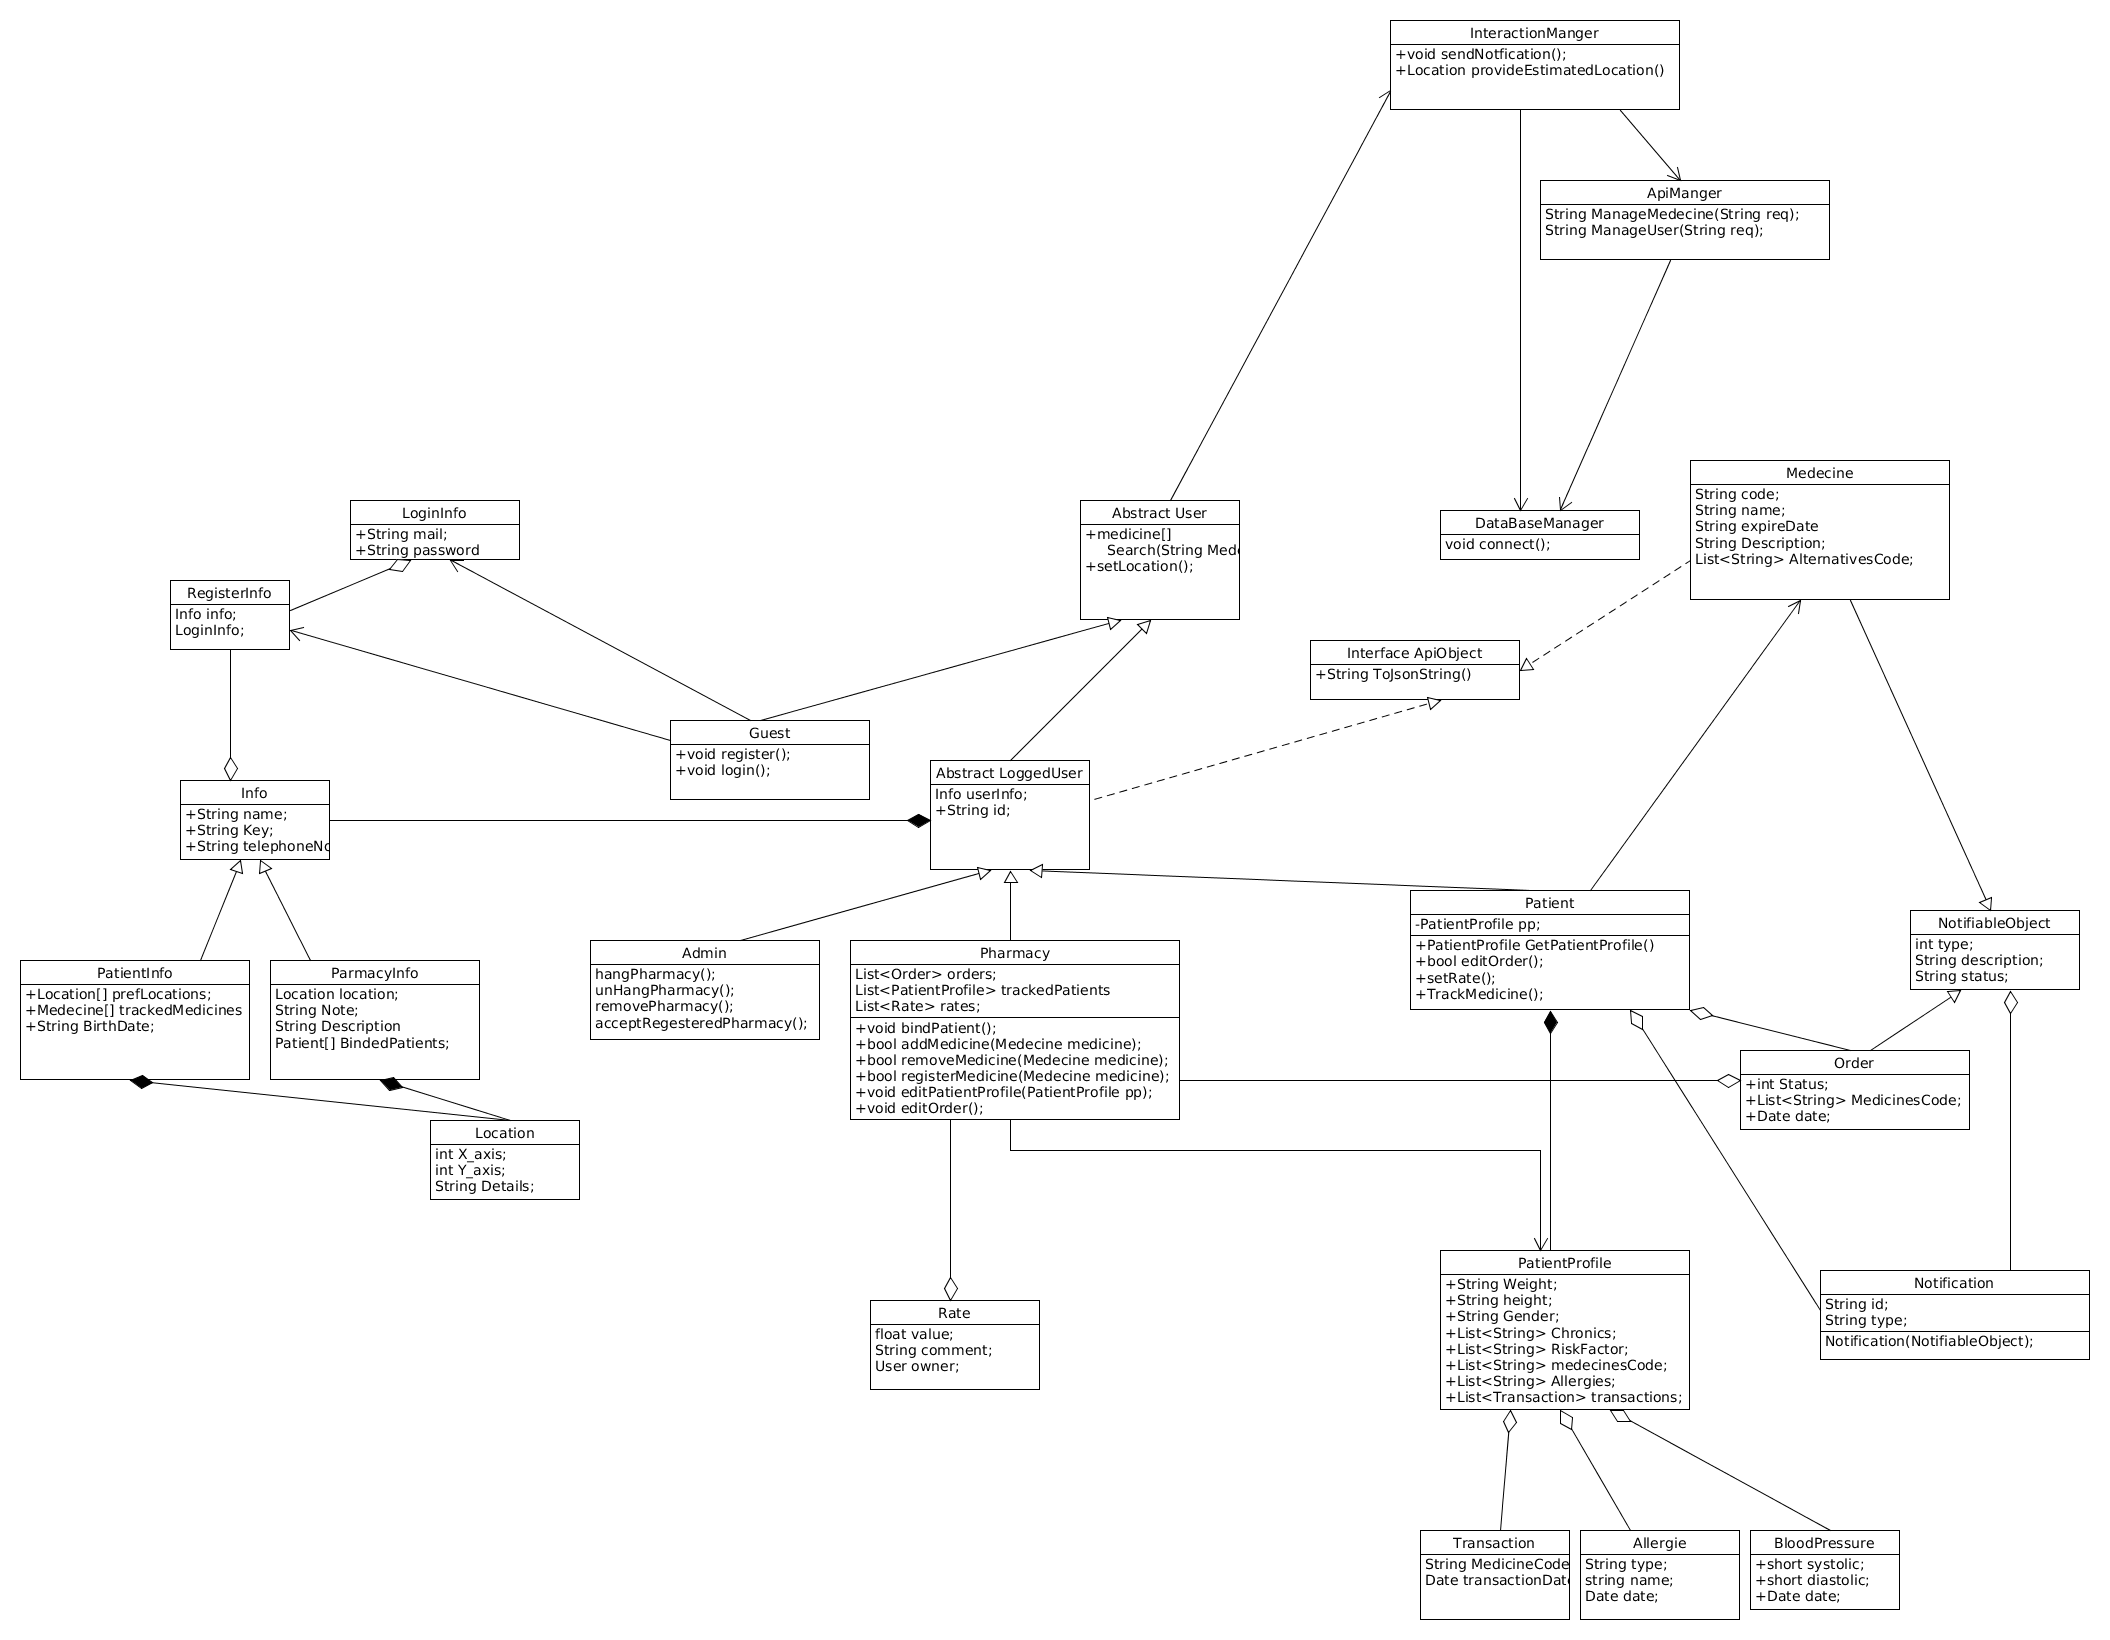 InteractionManger
+void sendNotfication();
+Location provideEstimatedLocation()
ApiManger
String ManageMedecine(String req);
String ManageUser(String req);
Medecine
String code;
String name;
String expireDate
String Description;
List<String> AlternativesCode;
LoginInfo
+String mail;
+String password
Abstract User
+medicine[]
Search(String Mede
+setLocation();
DataBaseManager
void connect();
RegisterInfo
Info info;
LoginInfo;
Interface ApiObject
+String ToJsonString()
Guest
+void register();
+void login();
Abstract LoggedUser
Info userInfo;
+String id;
Info
+String name;
+String Key;
+String telephoneNo
Patient
-PatientProfile pp;
+PatientProfile GetPatientProfile()
+bool editOrder();
+setRate();
+TrackMedicine();
NotifiableObject
int type;
String description;
String status;
Admin
hangPharmacy();
unHangPharmacy();
removePharmacy();
acceptRegesteredPharmacy();
Pharmacy
List<Order> orders;
List<PatientProfile> trackedPatients
List<Rate> rates;
+void bindPatient();
+bool addMedicine(Medecine medicine);
+bool removeMedicine(Medecine medicine);
+bool registerMedicine(Medecine medicine);
+void editPatientProfile(PatientProfile pp);
+void editOrder();
PatientInfo
+Location[] prefLocations;
+Medecine[] trackedMedicines
+String BirthDate;
ParmacyInfo
Location location;
String Note;
String Description
Patient[] BindedPatients;
Order
+int Status;
+List<String> MedicinesCode;
+Date date;
Location
int X_axis;
int Y_axis;
String Details;
PatientProfile
+String Weight;
+String height;
+String Gender;
+List<String> Chronics;
+List<String> RiskFactor;
+List<String> medecinesCode;
+List<String> Allergies;
+List<Transaction> transactions;
Notification
String id;
String type;
Notification(NotifiableObject);
Rate
float value;
String comment;
User owner;
Transaction
String MedicineCode
Date transactionDate
Allergie
String type;
string name;
Date date;
BloodPressure
+short systolic;
+short diastolic;
+Date date;